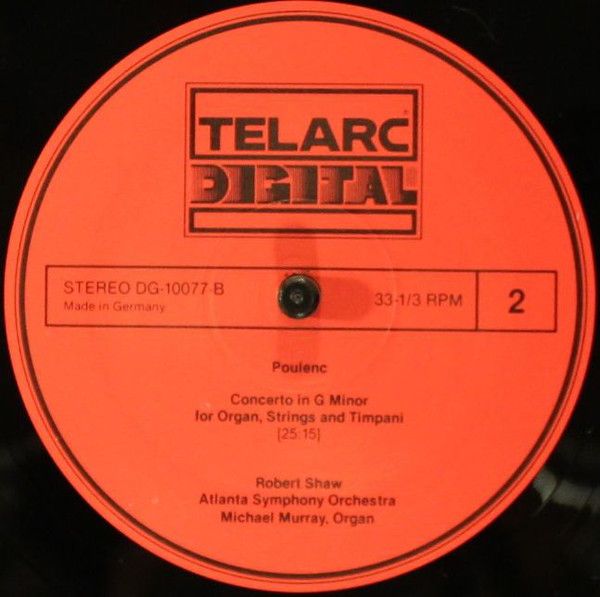 TELARC®
DIGITAL
STEREO DG-10077-B
Made in Germany
33-1/3 RPM
2
Poulenc
Concerto in G Minor
for Organ, Strings and Timpani
[25:15]
Robert Shaw
Atlanta Symphony Orchestra
Michael Murray, Organ